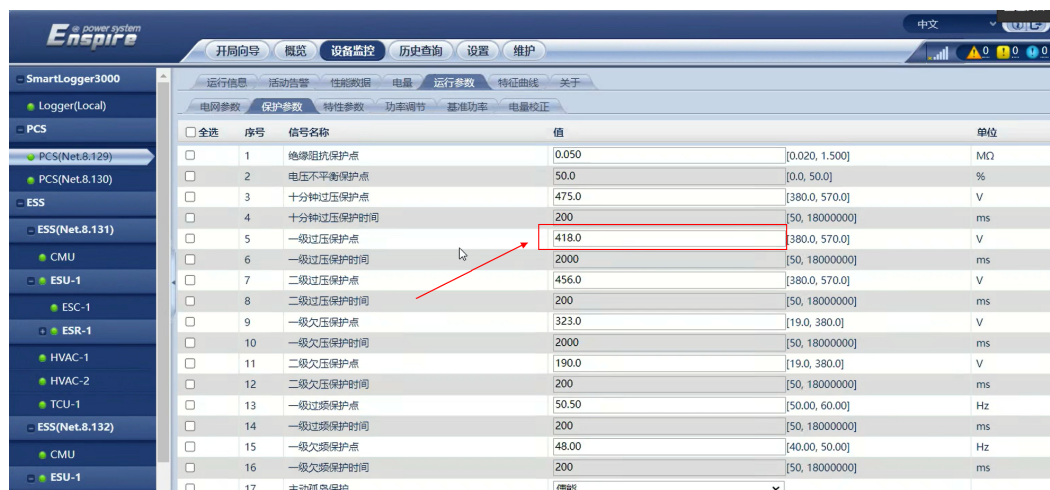 e power system
Enspire
中文
开局向导 概览 设备监控 历史查询 设置 维护
0 0 0
SmartLogger3000
Logger(Local)
PCS
PCS(Net.8.129)
PCS(Net.8.130)
ESS
ESS(Net.8.131)
CMU
ESU-1
ESC-1
ESR-1
HVAC-1
HVAC-2
TCU-1
ESS(Net.8.132)
CMU
ESU-1
运行信息 活动告警 性能数据 电量 运行参数 特征曲线 关于
电网参数 保护参数 特性参数 功率调节 基准功率 电量校正
全选 序号 信号名称 值 单位
1 绝缘阻抗保护点 0.050 [0.020, 1.500] MΩ
2 电压不平衡保护点 50.0 [0.0, 50.0] %
3 十分钟过压保护点 475.0 [380.0, 570.0] V
4 十分钟过压保护时间 200 [50, 18000000] ms
5 一级过压保护点 418.0 [380.0, 570.0] V
6 一级过压保护时间 2000 [50, 18000000] ms
7 二级过压保护点 456.0 [380.0, 570.0] V
8 二级过压保护时间 200 [50, 18000000] ms
9 一级欠压保护点 323.0 [19.0, 380.0] V
10 一级欠压保护时间 2000 [50, 18000000] ms
11 二级欠压保护点 190.0 [19.0, 380.0] V
12 二级欠压保护时间 200 [50, 18000000] ms
13 一级过频保护点 50.50 [50.00, 60.00] Hz
14 一级过频保护时间 200 [50, 18000000] ms
15 一级欠频保护点 48.00 [40.00, 50.00] Hz
16 一级欠频保护时间 200 [50, 18000000] ms
17 主动孤岛保护 使能